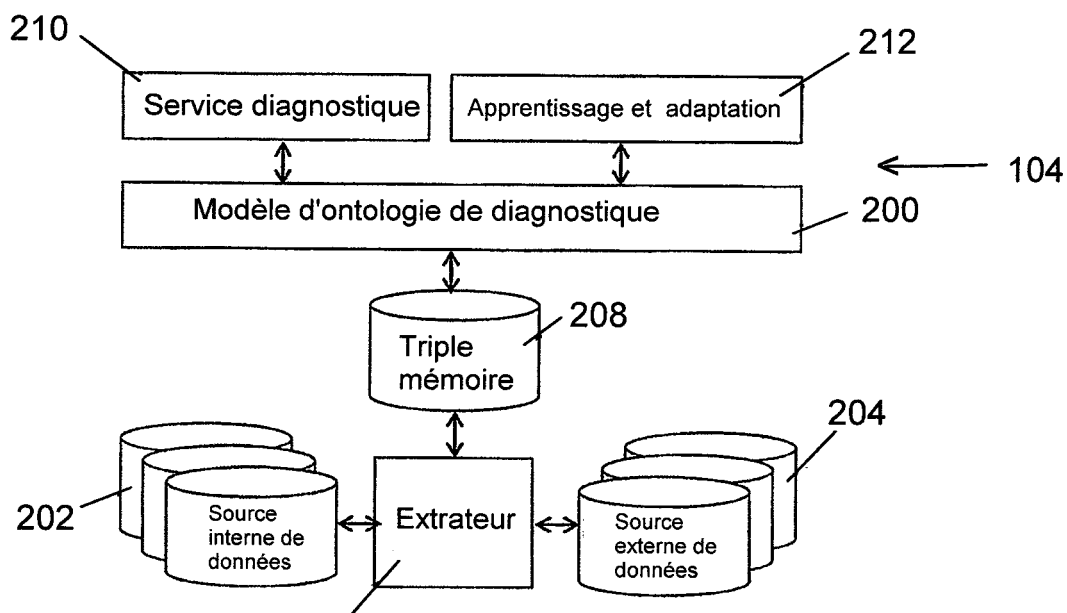 210
212
Service diagnostique
Apprentissage et adaptation
104
Modèle d'ontologie de diagnostique
200
208
Triple
mémoire
204
202
Source
interne de
données
Extrateur
Source
externe de
données